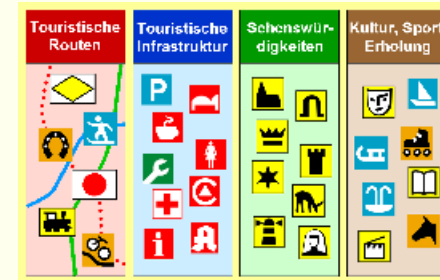 Touristische
Routen
Touristische
Infrastruktur
Sehenswür-
digkeiten
Kultur, Sport
Erholung
P
i